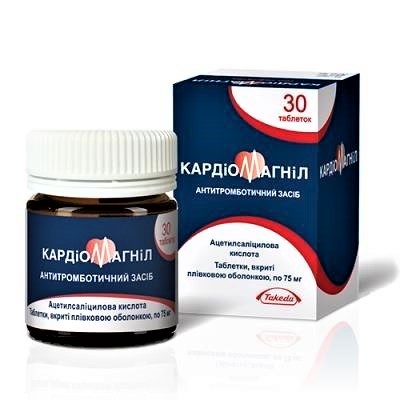 КАРДІОМАГНІЛ
30
таблеток
КАРДІОМАГНІЛ
АНТИТРОМБОТИЧНИЙ ЗАСІБ
Ацетилсаліцилова
кислота
Таблетки, вкриті
плівковою оболонкою, по 75 мг
Takeda
30
таблеток
КАРДІОМАГНІЛ
АНТИТРОМБОТИЧНИЙ ЗАСІБ
Ацетилсаліцилова кислота
Таблетки, вкриті плівковою оболонкою, по 75 мг